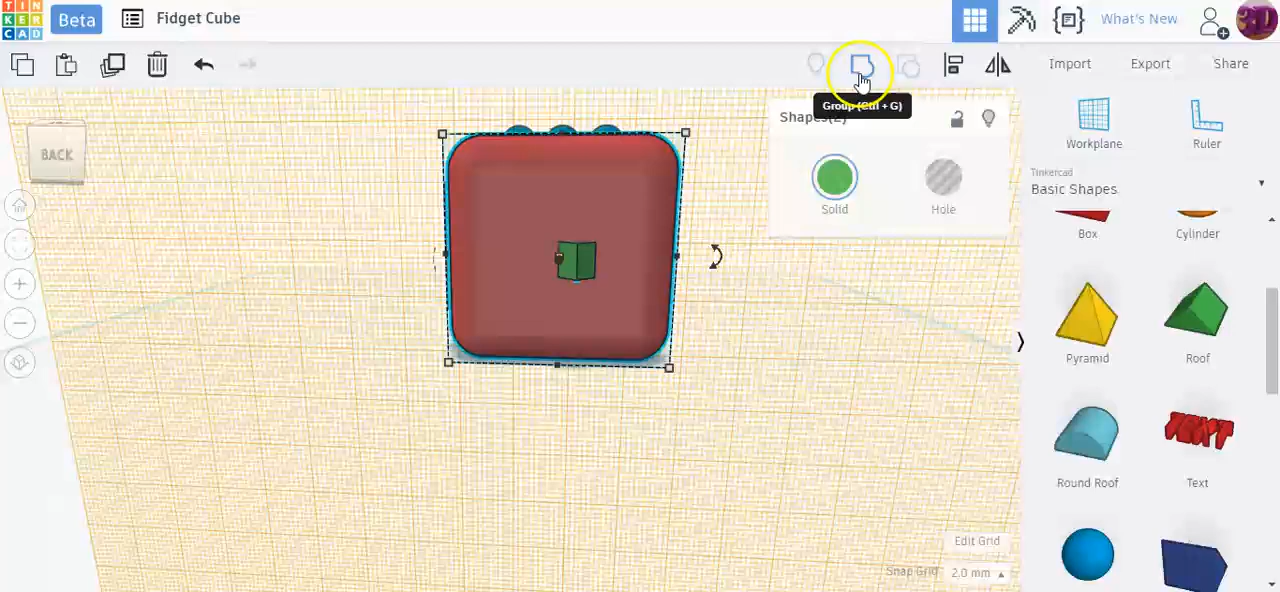 TIN
KER
CAD
Beta
Fidget Cube
What's New
Import
Export
Share
Group (Ctrl + G)
Shapes(2)
Solid
Hole
BACK
Workplane
Ruler
Tinkercad
Basic Shapes
Box
Cylinder
Pyramid
Roof
Round Roof
Text
TEXT
Edit Grid
Snap Grid
2.0 mm